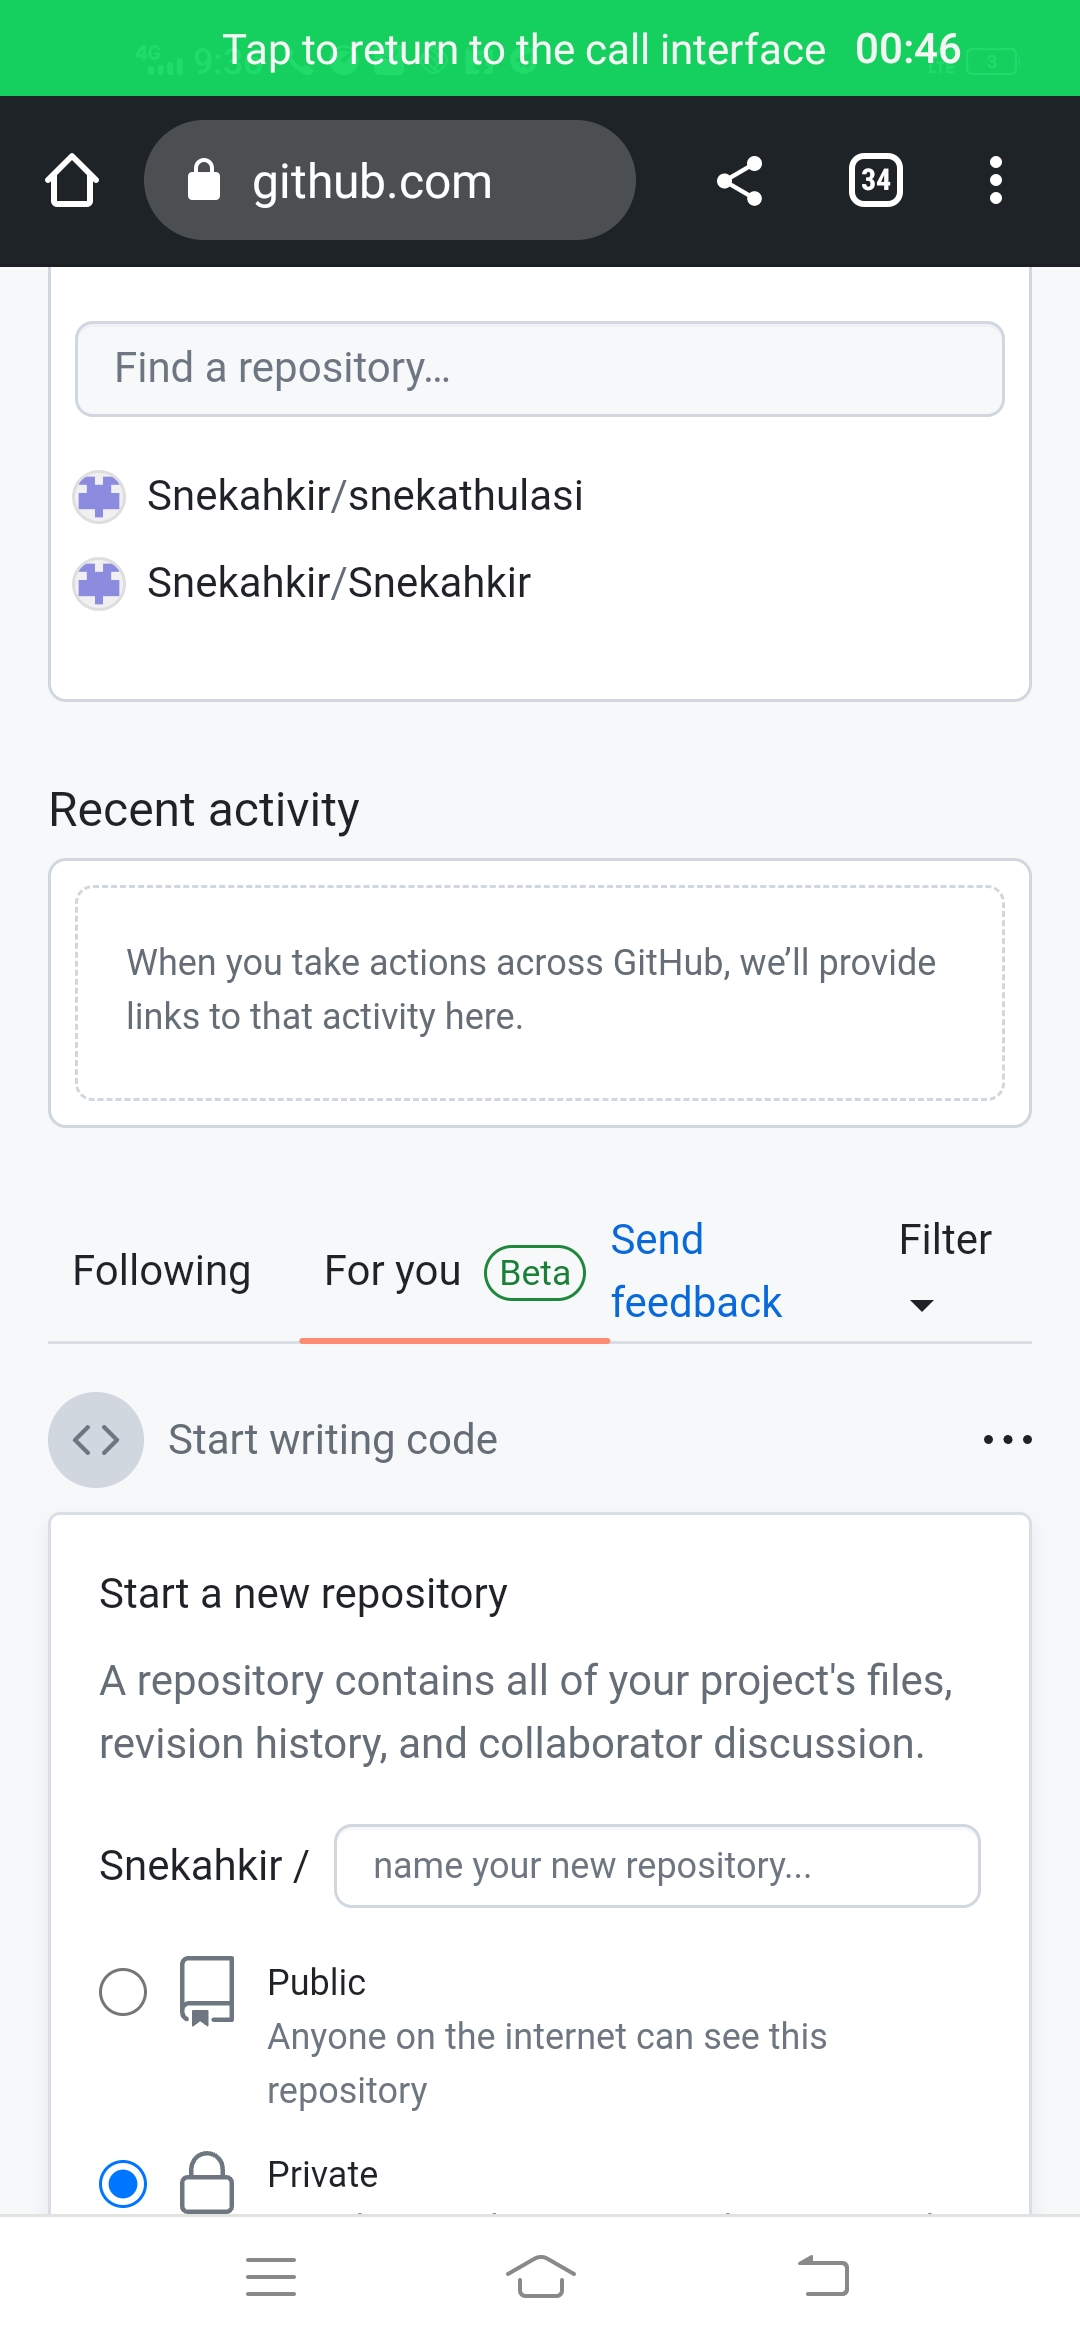 Tap to return to the call interface 00:46
4G
github.com
34
Find a repository...
Snekahkir/snekathulasi
Snekahkir/Snekahkir
Recent activity
When you take actions across GitHub, we’ll provide
links to that activity here.
Following
For you Beta
Send
feedback
Filter
Start writing code
Start a new repository
A repository contains all of your project's files,
revision history, and collaborator discussion.
Snekahkir / name your new repository...
Public
Anyone on the internet can see this
repository
Private